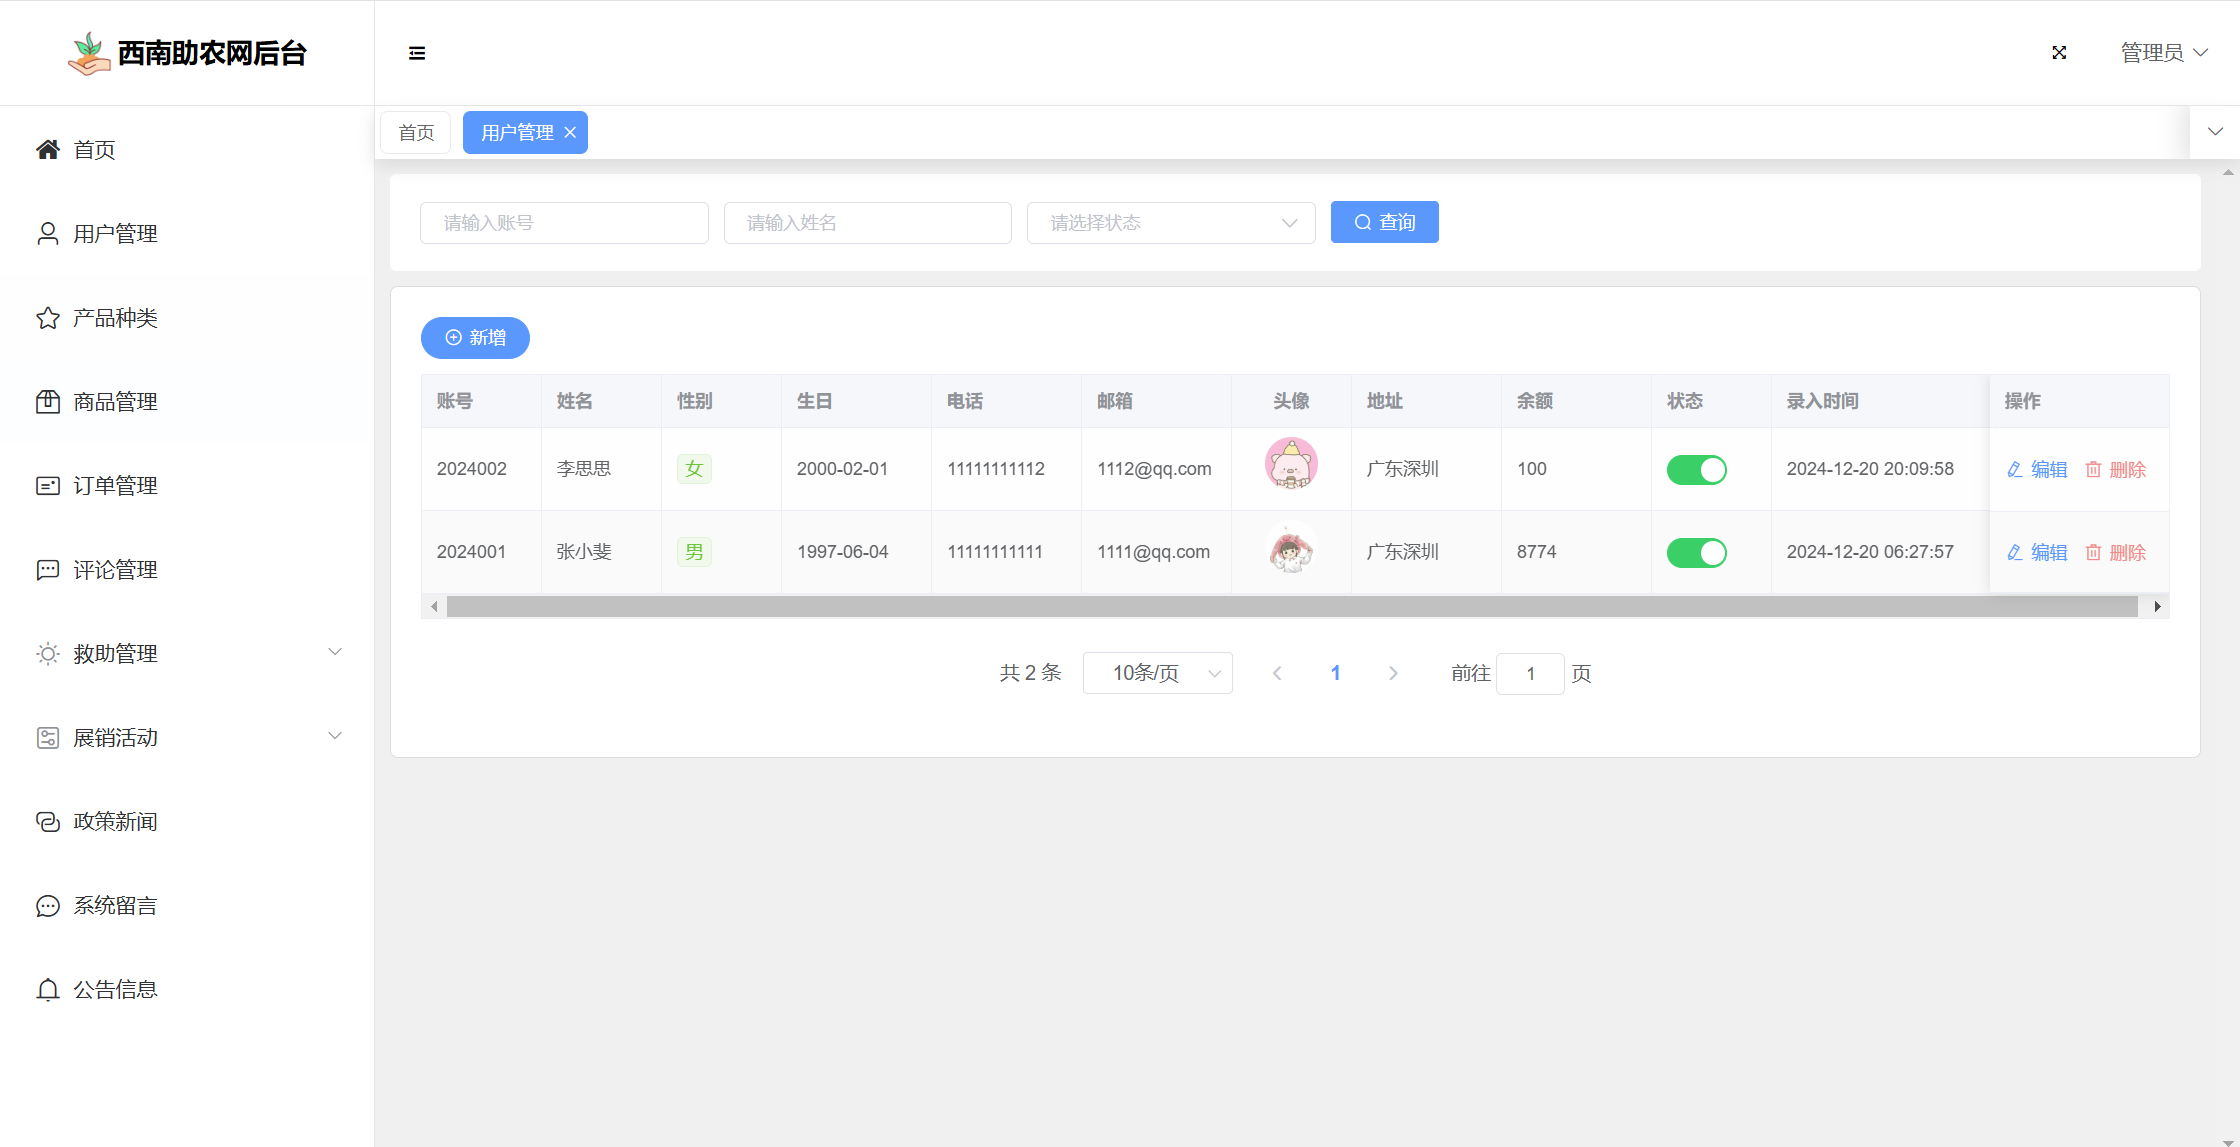 西南助农网后台
管理员
首页
用户管理
产品种类
商品管理
订单管理
评论管理
救助管理
展销活动
政策新闻
系统留言
公告信息
首页 用户管理
请输入账号 请输入姓名 请选择状态 查询
新增
账号 姓名 性别 生日 电话 邮箱 头像 地址 余额 状态 录入时间 操作
2024002 李思思 女 2000-02-01 11111111112 1112@qq.com 广东深圳 100 2024-12-20 20:09:58 编辑 删除
2024001 张小斐 男 1997-06-04 11111111111 1111@qq.com 广东深圳 8774 2024-12-20 06:27:57 编辑 删除
共 2 条 10条/页 1 前往 1 页